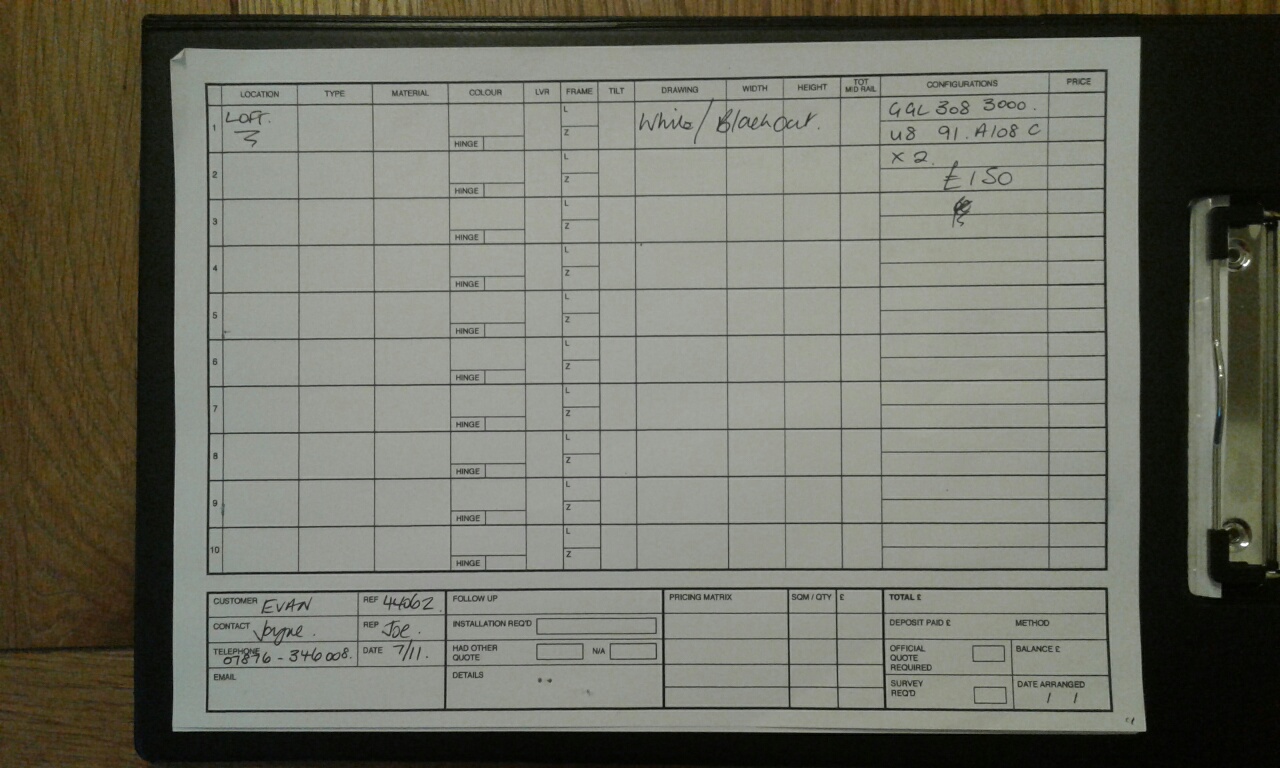 LOCATION TYPE MATERIAL COLOUR LVR FRAME TILT DRAWING WIDTH HEIGHT TOT MID RAIL CONFIGURATIONS PRICE
1 LOFT. HINGE L Z White/ Blackout. GGL 308 3000.
3 U8 91. A108 C
2 HINGE L Z X 2.
£150
3 HINGE L Z
4 HINGE L Z
5 HINGE L Z
6 HINGE L Z
7 HINGE L Z
8 HINGE L Z
9 HINGE L Z
10 HINGE L Z
CUSTOMER EVAN REF 44062.
CONTACT Jayne. REP Joe.
TELEPHONE 07876 - 346 008. DATE 7/11.
EMAIL
FOLLOW UP
INSTALLATION REQ'D
HAD OTHER QUOTE N/A
DETAILS
PRICING MATRIX SQM / QTY £
TOTAL £
DEPOSIT PAID £ METHOD
OFFICIAL QUOTE REQUIRED BALANCE £
SURVEY REQ'D DATE ARRANGED
/ /